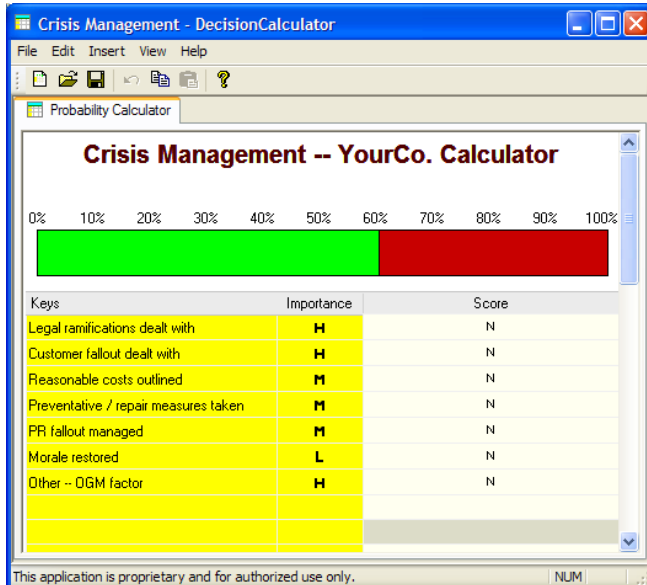 Crisis Management - DecisionCalculator
File Edit Insert View Help
Probability Calculator
Crisis Management -- YourCo. Calculator
0% 10% 20% 30% 40% 50% 60% 70% 80% 90% 100%
Keys Importance Score
Legal ramifications dealt with H N
Customer fallout dealt with H N
Reasonable costs outlined M N
Preventative / repair measures taken M N
PR fallout managed M N
Morale restored L N
Other -- OGM factor H N
This application is proprietary and for authorized use only. NUM